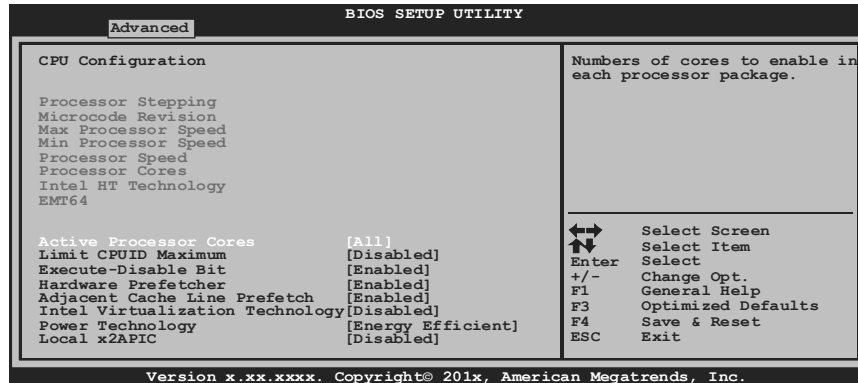 BIOS SETUP UTILITY
Advanced
CPU Configuration
Processor Stepping
Microcode Revision
Max Processor Speed
Min Processor Speed
Processor Speed
Processor Cores
Intel HT Technology
EMT64
Active Processor Cores [All]
Limit CPUID Maximum [Disabled]
Execute-Disable Bit [Enabled]
Hardware Prefetcher [Enabled]
Adjacent Cache Line Prefetch [Enabled]
Intel Virtualization Technology[Disabled]
Power Technology [Energy Efficient]
Local x2APIC [Disabled]
Numbers of cores to enable in
each processor package.
Select Screen
Select Item
Enter Select
+/- Change Opt.
F1 General Help
F3 Optimized Defaults
F4 Save & Reset
ESC Exit
Version x.xx.xxxx. Copyright© 201x, American Megatrends, Inc.